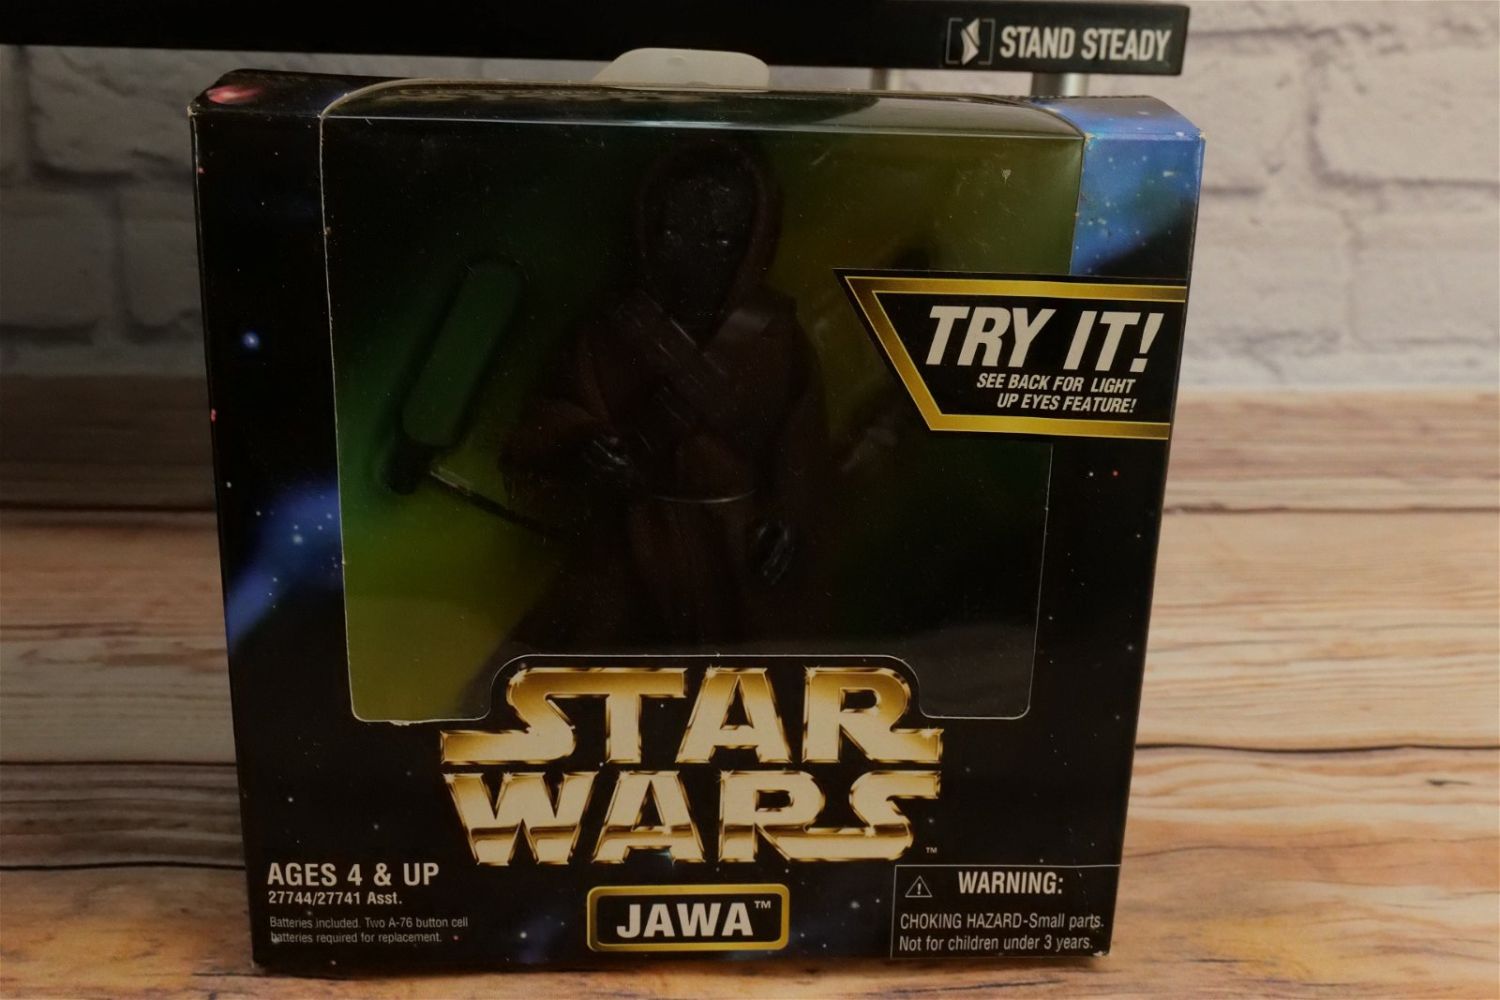 STAND STEADY
TRY IT!
SEE BACK FOR LIGHT
UP EYES FEATURE!
STAR
WARS
™
AGES 4 & UP
27744/27741 Asst.
Batteries included. Two A-76 button cell
batteries required for replacement.
JAWA™
WARNING:
CHOKING HAZARD-Small parts.
Not for children under 3 years.